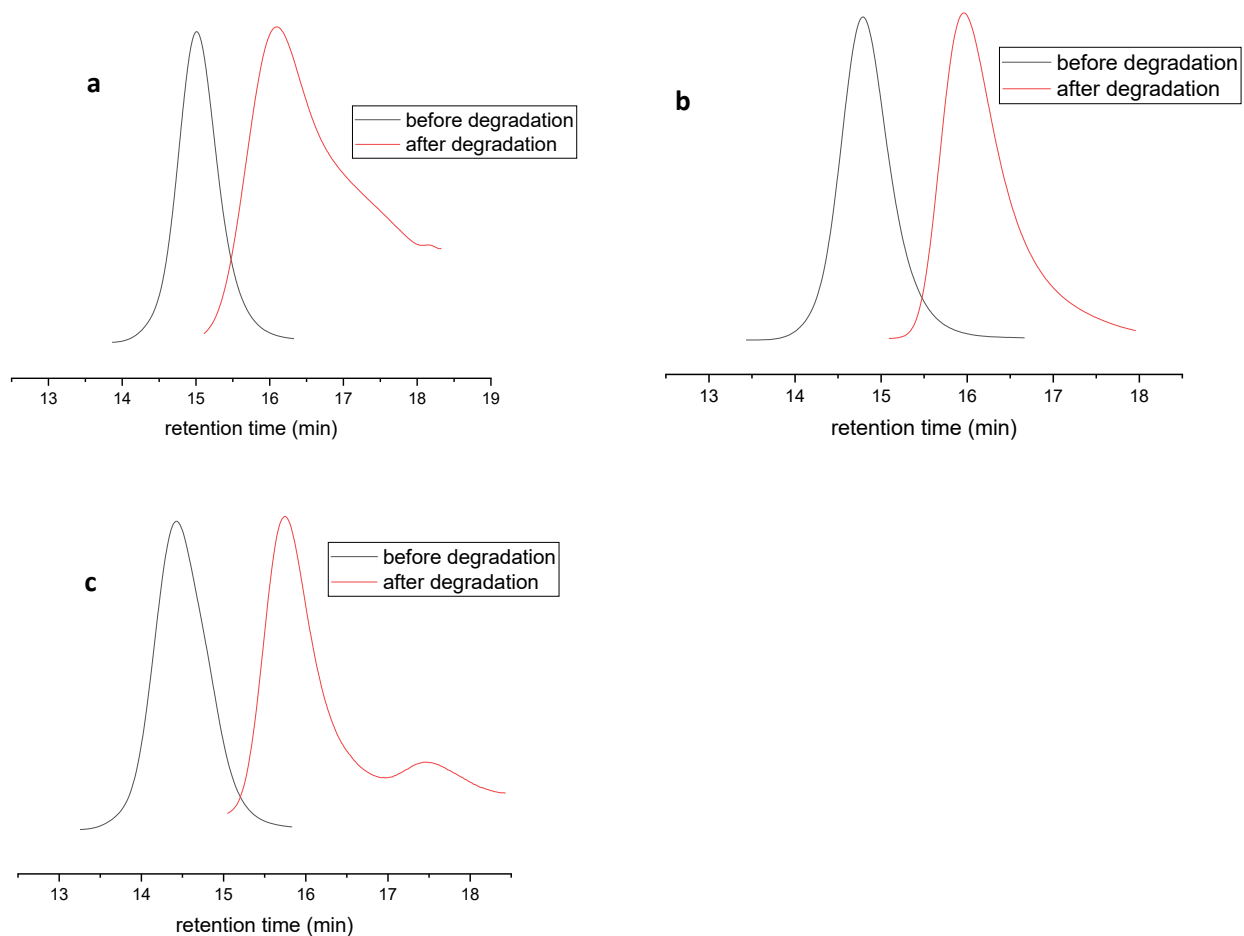 a
before degradation
after degradation
13 14 15 16 17 18 19
retention time (min)
b
before degradation
after degradation
13 14 15 16 17 18
retention time (min)
c
before degradation
after degradation
13 14 15 16 17 18
retention time (min)